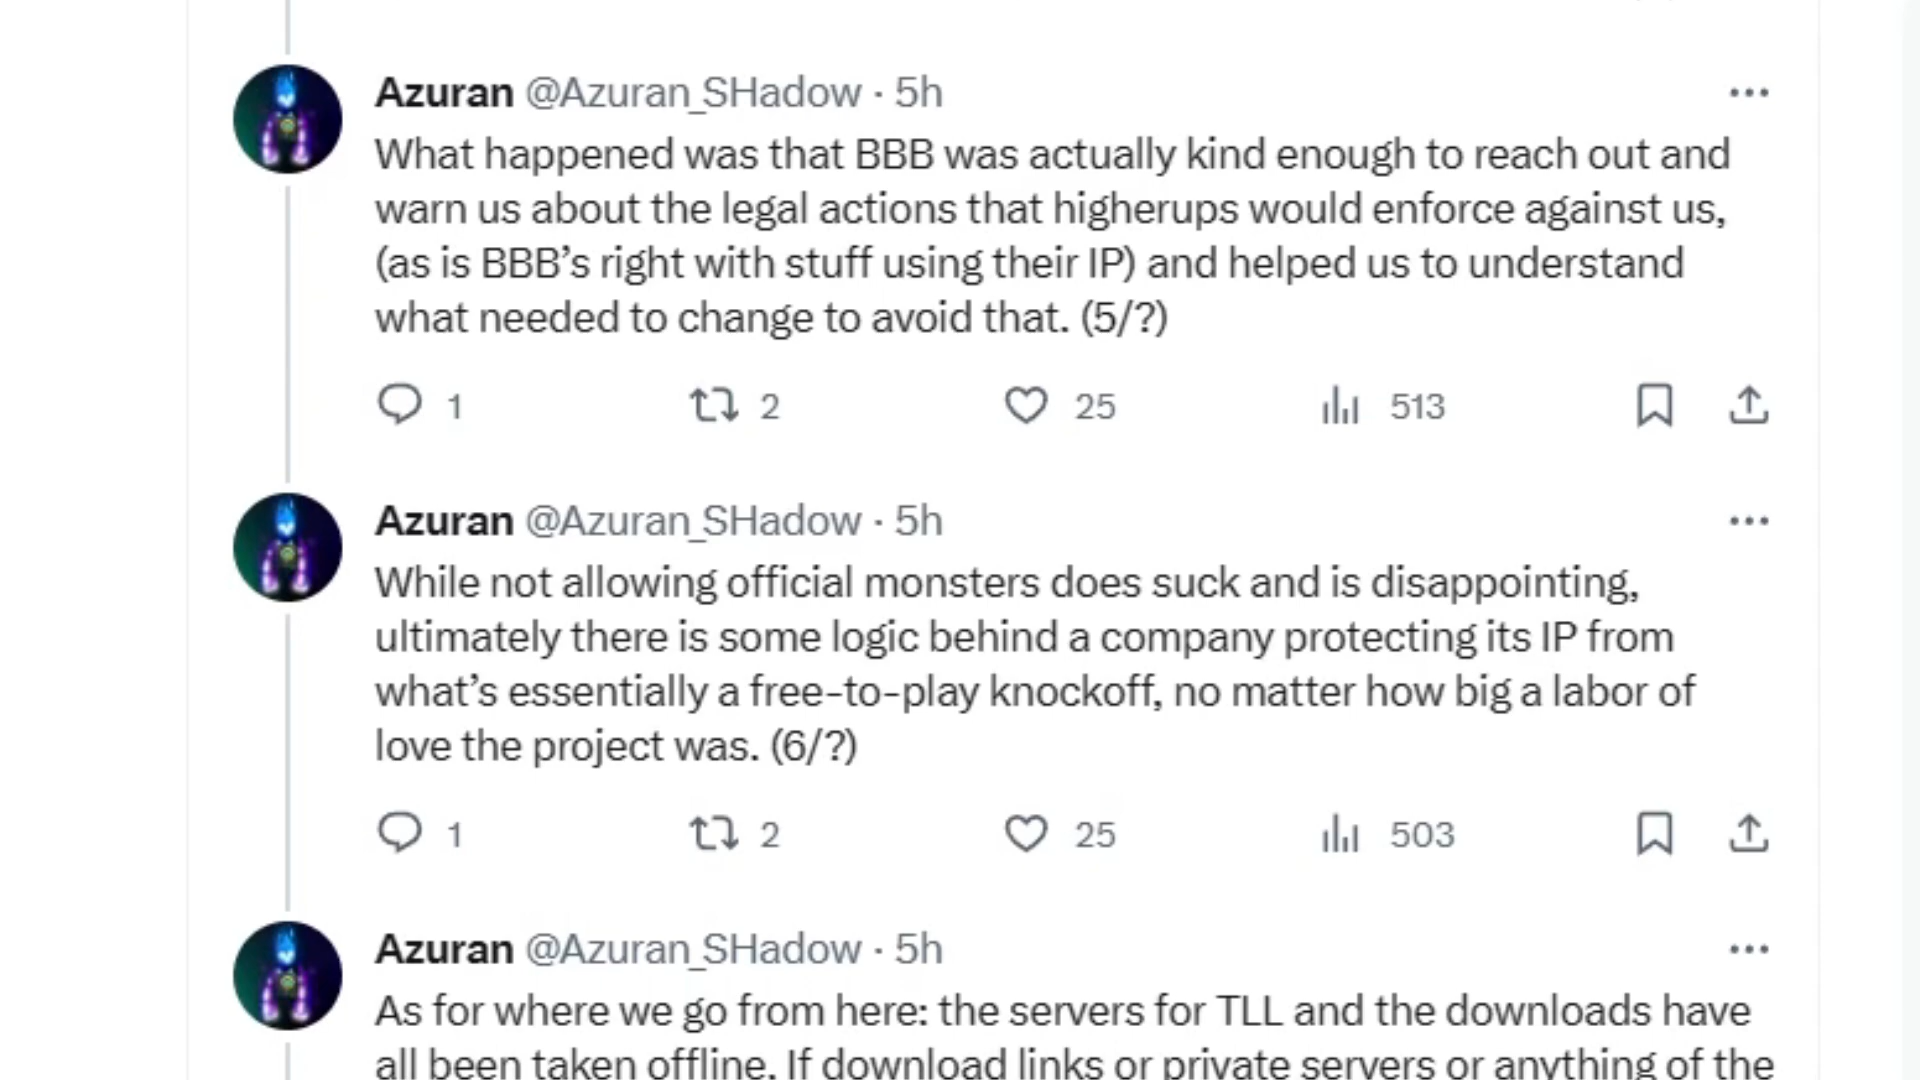 Azuran @Azuran_SHadow · 5h
What happened was that BBB was actually kind enough to reach out and
warn us about the legal actions that higherups would enforce against us,
(as is BBB’s right with stuff using their IP) and helped us to understand
what needed to change to avoid that. (5/?)
1 2 25 513
Azuran @Azuran_SHadow · 5h
While not allowing official monsters does suck and is disappointing,
ultimately there is some logic behind a company protecting its IP from
what’s essentially a free-to-play knockoff, no matter how big a labor of
love the project was. (6/?)
1 2 25 503
Azuran @Azuran_SHadow · 5h
As for where we go from here: the servers for TLL and the downloads have
all been taken offline. If download links or private servers or anything of the